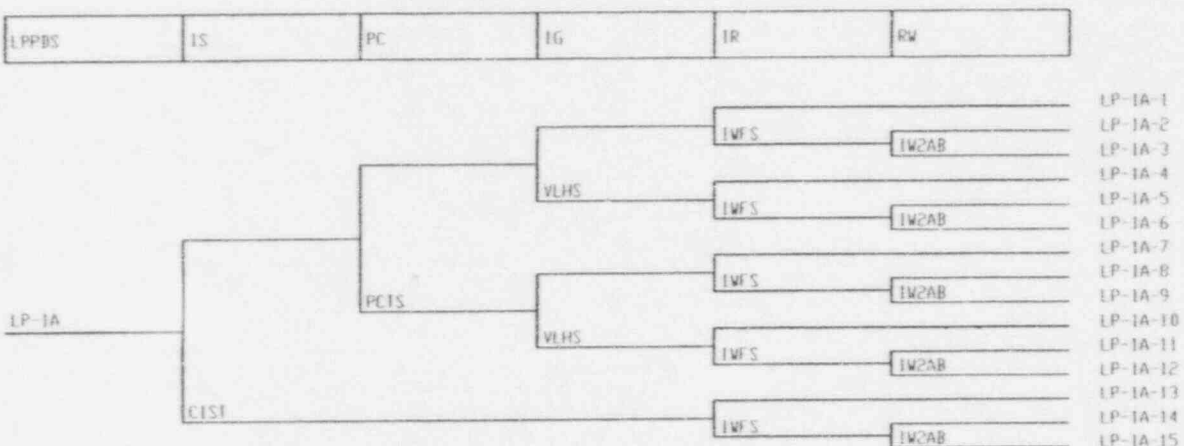 LPPBS IS PC IG IR RW
LP-1A-1
LP-1A-2
IWFS
IW2AB
LP-1A-3
LP-1A-4
VLHS
LP-1A-5
IWFS
IW2AB
LP-1A-6
LP-1A-7
LP-1A-8
IWFS
IW2AB
LP-1A-9
PCTS
LP-1A-10
LP-1A
VLHS
LP-1A-11
IWFS
IW2AB
LP-1A-12
LP-1A-13
CIST
LP-1A-14
IWFS
IW2AB
LP-1A-15